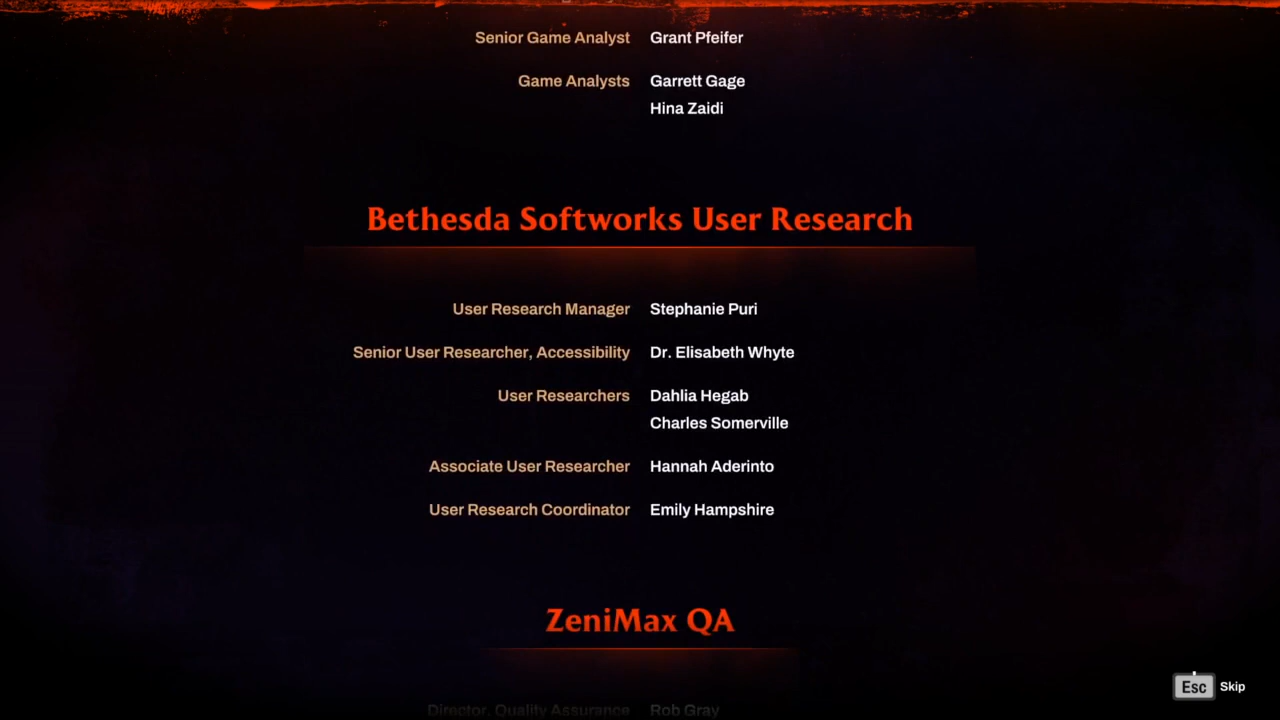 Senior Game Analyst Grant Pfeifer
Game Analysts Garrett Gage
Hina Zaidi
Bethesda Softworks User Research
User Research Manager Stephanie Puri
Senior User Researcher, Accessibility Dr. Elisabeth Whyte
User Researchers Dahlia Hegab
Charles Somerville
Associate User Researcher Hannah Aderinto
User Research Coordinator Emily Hampshire
ZeniMax QA
Esc Skip
Director, Quality Assurance Rob Gray